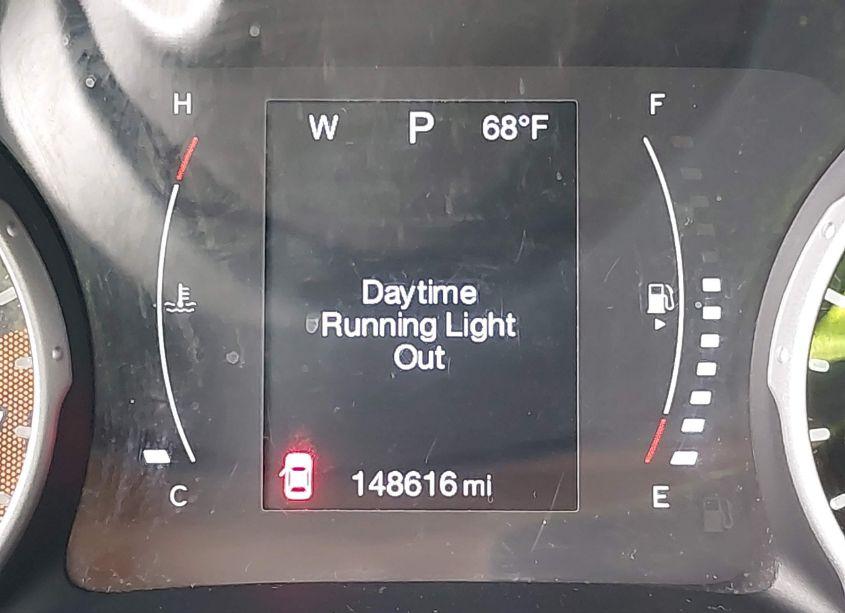 H
F
W P 68°F
Daytime
Running Light
Out
148616 mi
C
E